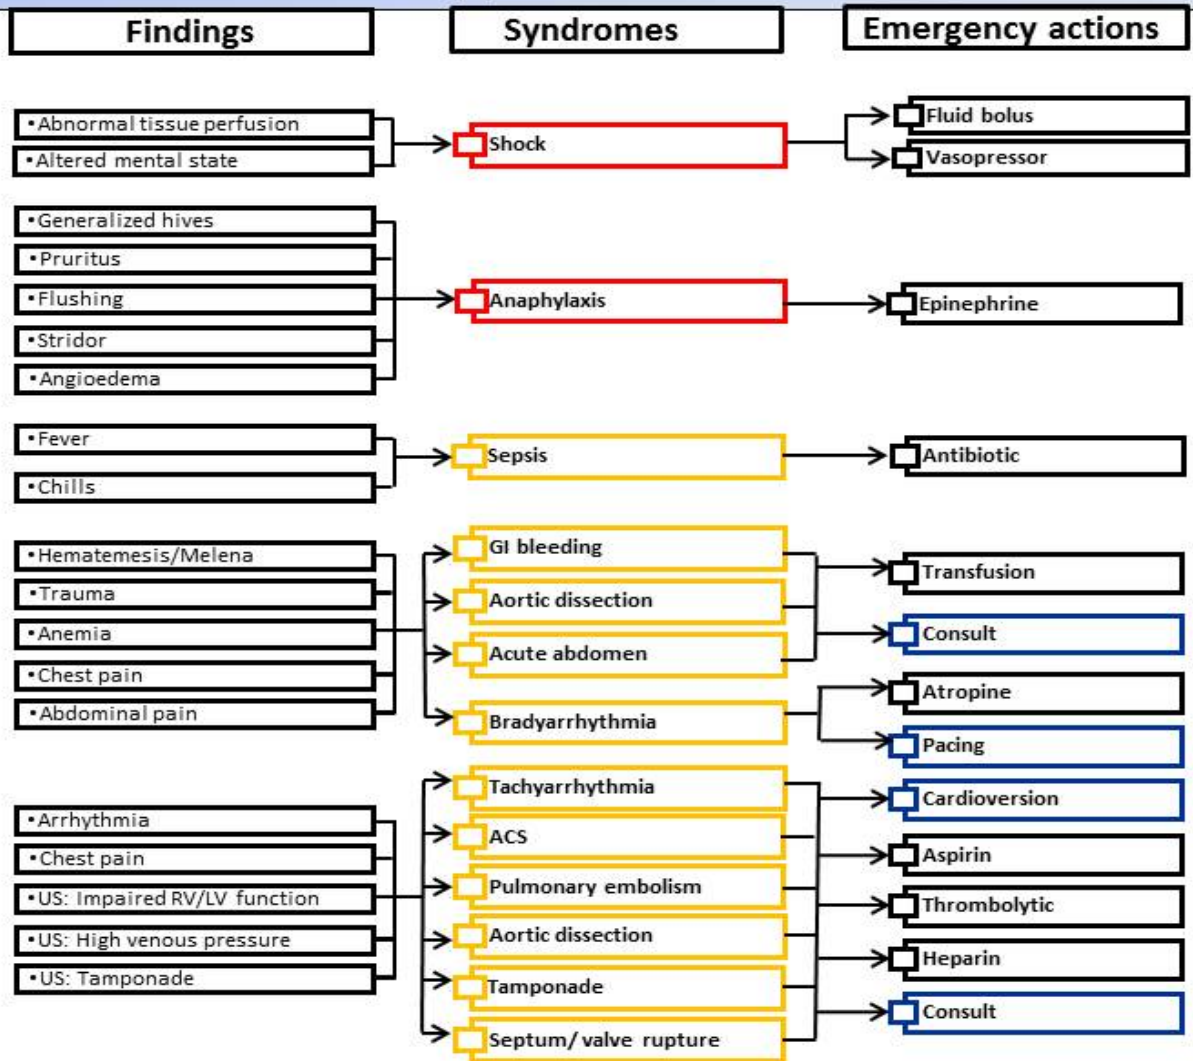 Findings
Syndromes
Emergency actions
•Abnormal tissue perfusion
•Altered mental state
Shock
Fluid bolus
Vasopressor
•Generalized hives
•Pruritus
•Flushing
•Stridor
•Angioedema
Anaphylaxis
Epinephrine
•Fever
•Chills
Sepsis
Antibiotic
•Hematemesis/Melena
•Trauma
•Anemia
•Chest pain
•Abdominal pain
GI bleeding
Aortic dissection
Acute abdomen
Bradyarrhythmia
Transfusion
Consult
Atropine
Pacing
•Arrhythmia
•Chest pain
•US: Impaired RV/LV function
•US: High venous pressure
•US: Tamponade
Tachyarrhythmia
ACS
Pulmonary embolism
Aortic dissection
Tamponade
Septum/ valve rupture
Cardioversion
Aspirin
Thrombolytic
Heparin
Consult